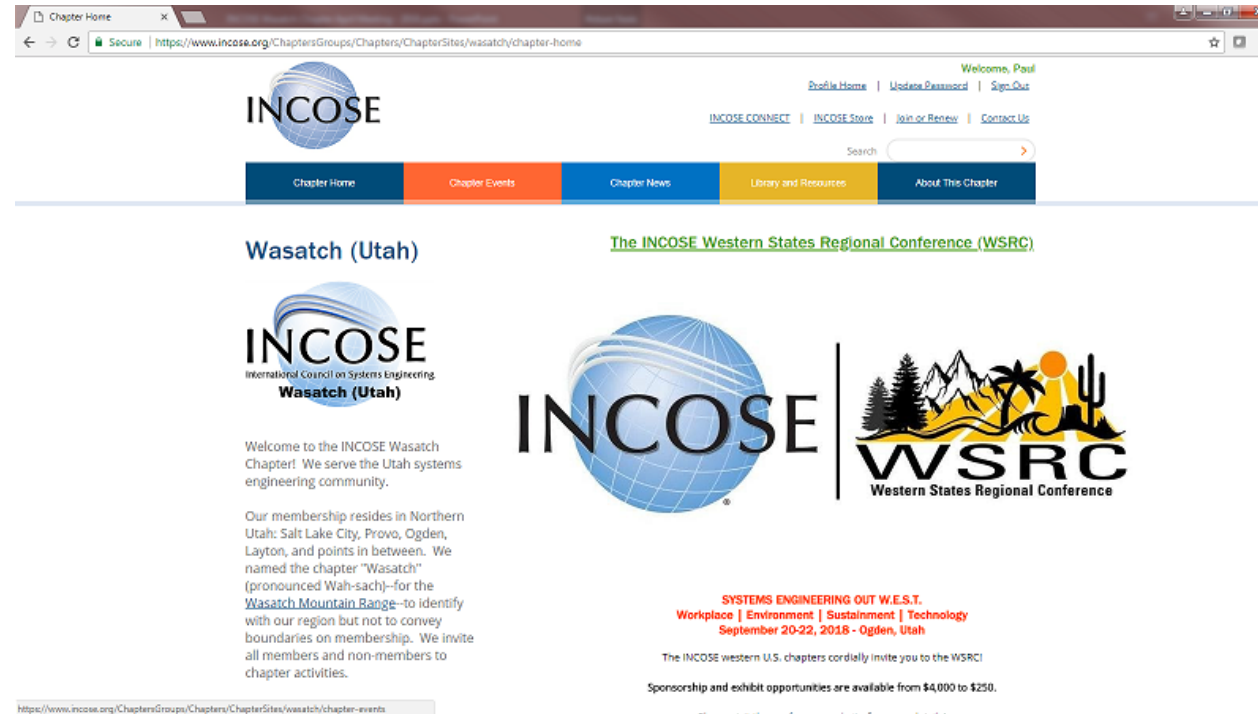 Chapter Home
Secure | https://www.incose.org/ChaptersGroups/Chapters/ChapterSites/wasatch/chapter-home
INCOSE
Welcome, Paul
Profile Home | Update Password | Sign Out
INCOSE CONNECT | INCOSE Store | Join or Renew | Contact Us
Search
Chapter Home
Chapter Events
Chapter News
Library and Resources
About This Chapter
Wasatch (Utah)
INCOSE
International Council on Systems Engineering
Wasatch (Utah)
Welcome to the INCOSE Wasatch
Chapter! We serve the Utah systems
engineering community.
Our membership resides in Northern
Utah: Salt Lake City, Provo, Ogden,
Layton, and points in between. We
named the chapter "Wasatch"
(pronounced Wah-sach)--for the
Wasatch Mountain Range--to identify
with our region but not to convey
boundaries on membership. We invite
all members and non-members to
chapter activities.
The INCOSE Western States Regional Conference (WSRC)
INCOSE
®
WSRC
Western States Regional Conference
SYSTEMS ENGINEERING OUT W.E.S.T.
Workplace | Environment | Sustainment | Technology
September 20-22, 2018 - Ogden, Utah
The INCOSE western U.S. chapters cordially invite you to the WSRC!
Sponsorship and exhibit opportunities are available from $4,000 to $250.
https://www.incose.org/ChaptersGroups/Chapters/ChapterSites/wasatch/chapter-events